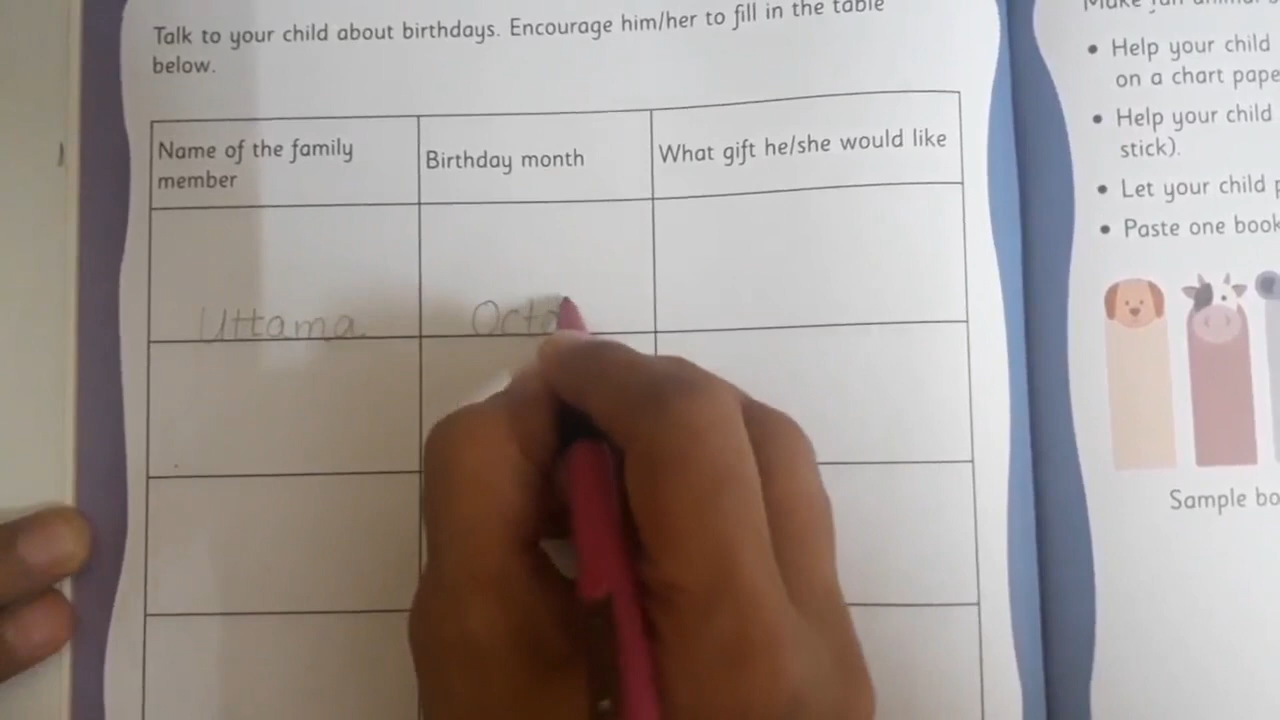 Talk to your child about birthdays. Encourage him/her to fill in the table
below.
Name of the family
member
Birthday month
What gift he/she would like
Uttama
Octo
Help your child
on a chart pape
Help your child
stick).
Let your child p
Paste one book
Sample bo